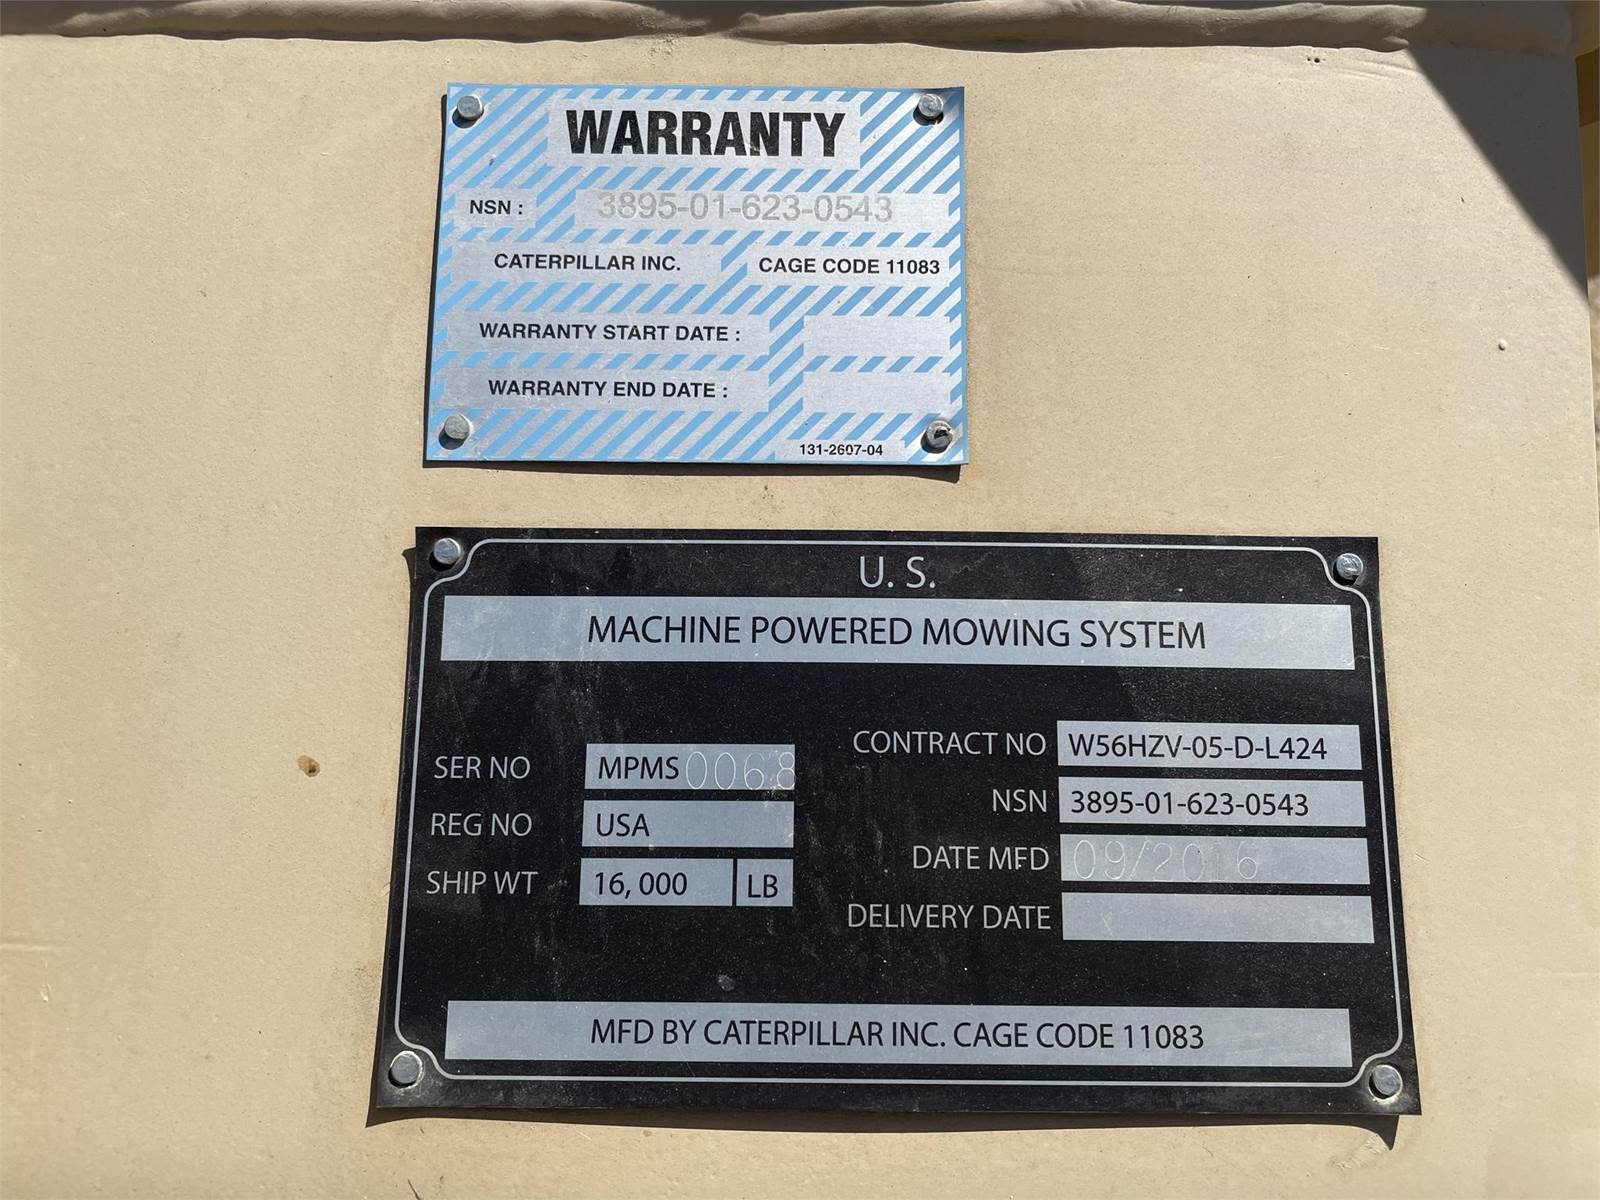 WARRANTY
NSN : 3895-01-623-0543
CATERPILLAR INC. CAGE CODE 11083
WARRANTY START DATE :
WARRANTY END DATE :
131-2607-04
U. S.
MACHINE POWERED MOWING SYSTEM
SER NO MPMS 0068
REG NO USA
SHIP WT 16, 000 LB
CONTRACT NO W56HZV-05-D-L424
NSN 3895-01-623-0543
DATE MFD 09/2016
DELIVERY DATE
MFD BY CATERPILLAR INC. CAGE CODE 11083